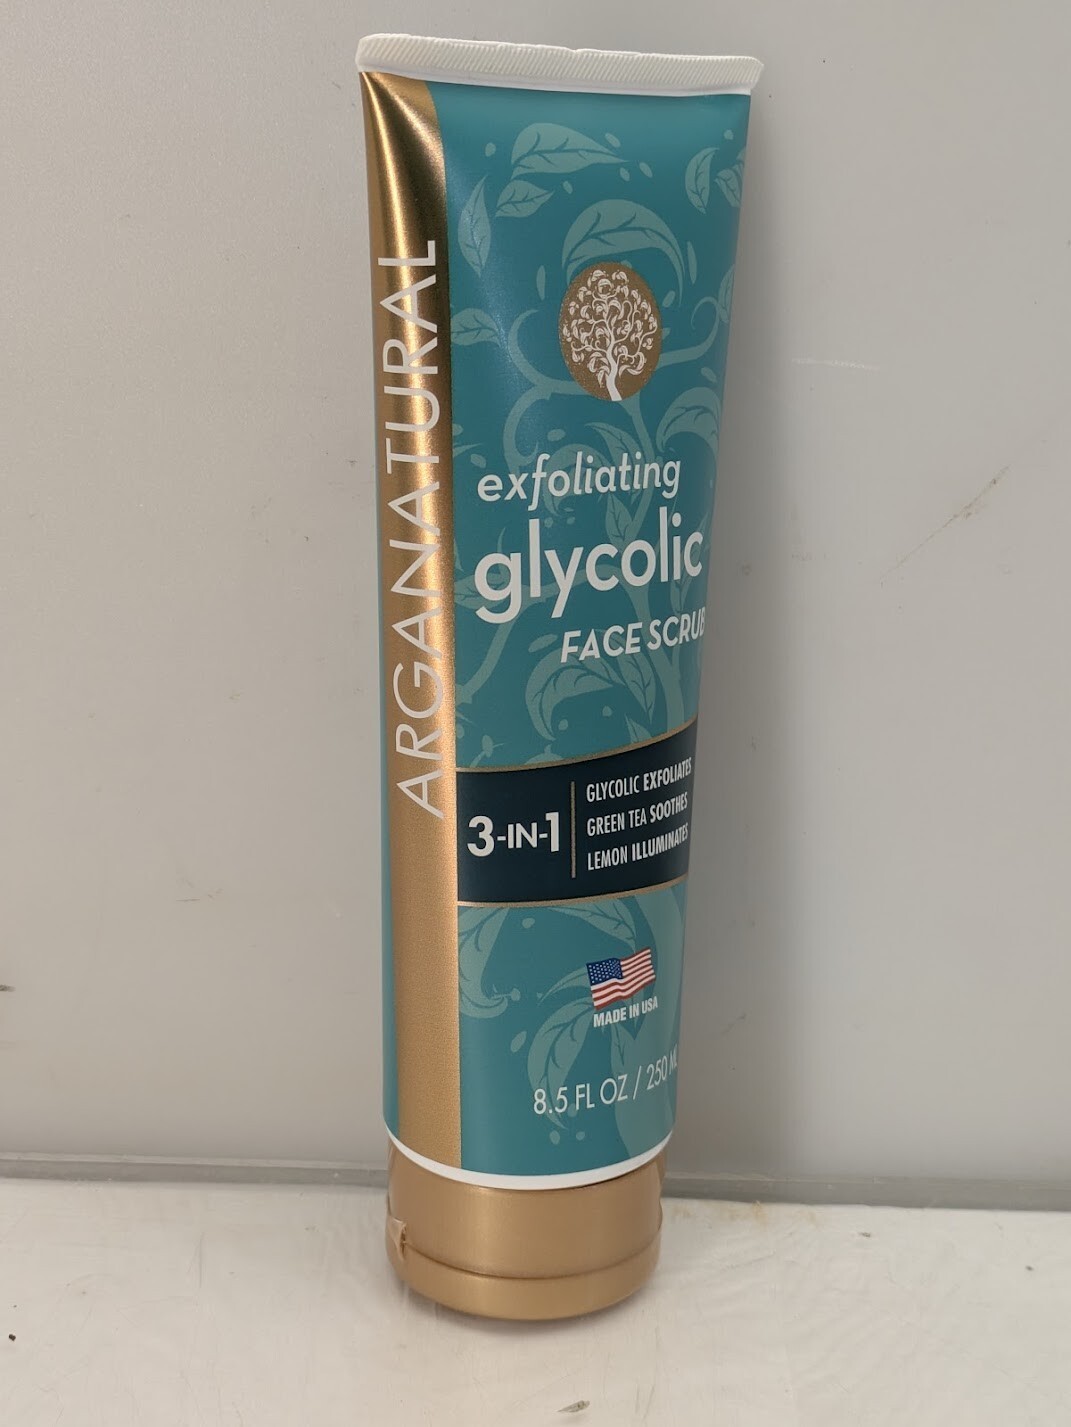 ARGANATURAL
exfoliating
glycolic
FACE SCRUB
3-IN-1
GLYCOLIC EXFOLIATES
GREEN TEA SOOTHES
LEMON ILLUMINATES
MADE IN USA
8.5 FL OZ / 250 ML